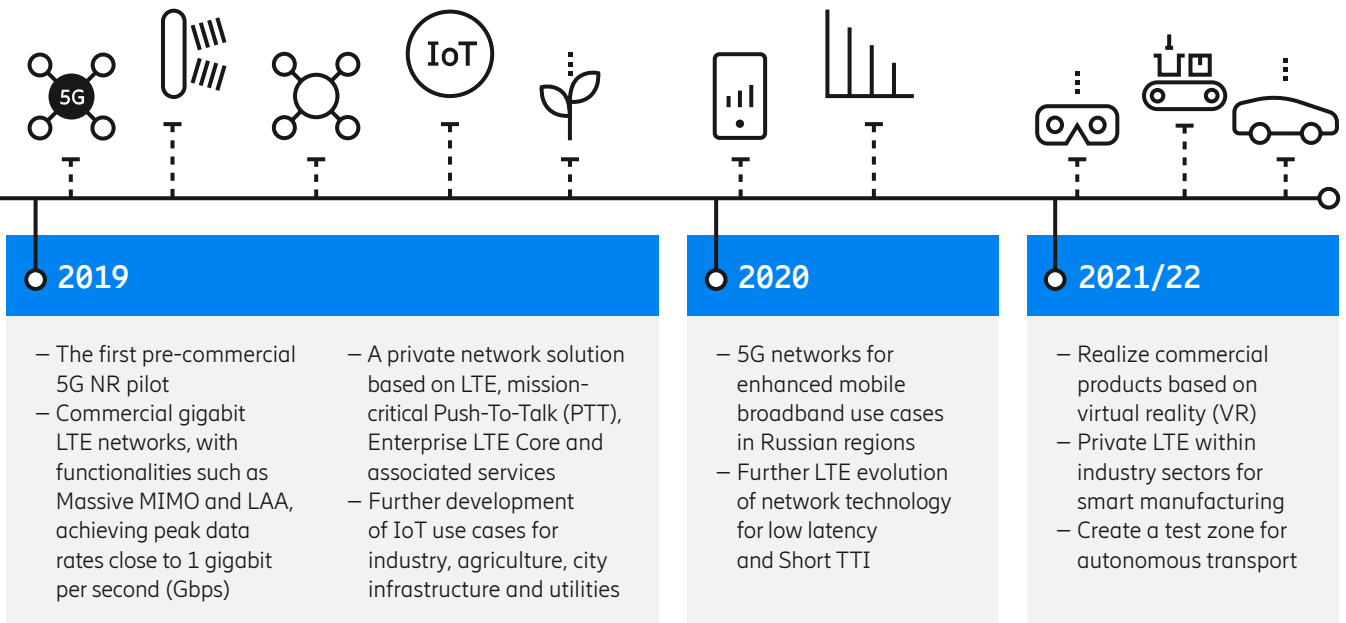 5G
IoT
2019
— The first pre-commercial
5G NR pilot
— Commercial gigabit
LTE networks, with
functionalities such as
Massive MIMO and LAA,
achieving peak data
rates close to 1 gigabit
per second (Gbps)
— A private network solution
based on LTE, mission-
critical Push-To-Talk (PTT),
Enterprise LTE Core and
associated services
— Further development
of IoT use cases for
industry, agriculture, city
infrastructure and utilities
2020
— 5G networks for
enhanced mobile
broadband use cases
in Russian regions
— Further LTE evolution
of network technology
for low latency
and Short TTI
2021/22
— Realize commercial
products based on
virtual reality (VR)
— Private LTE within
industry sectors for
smart manufacturing
— Create a test zone for
autonomous transport